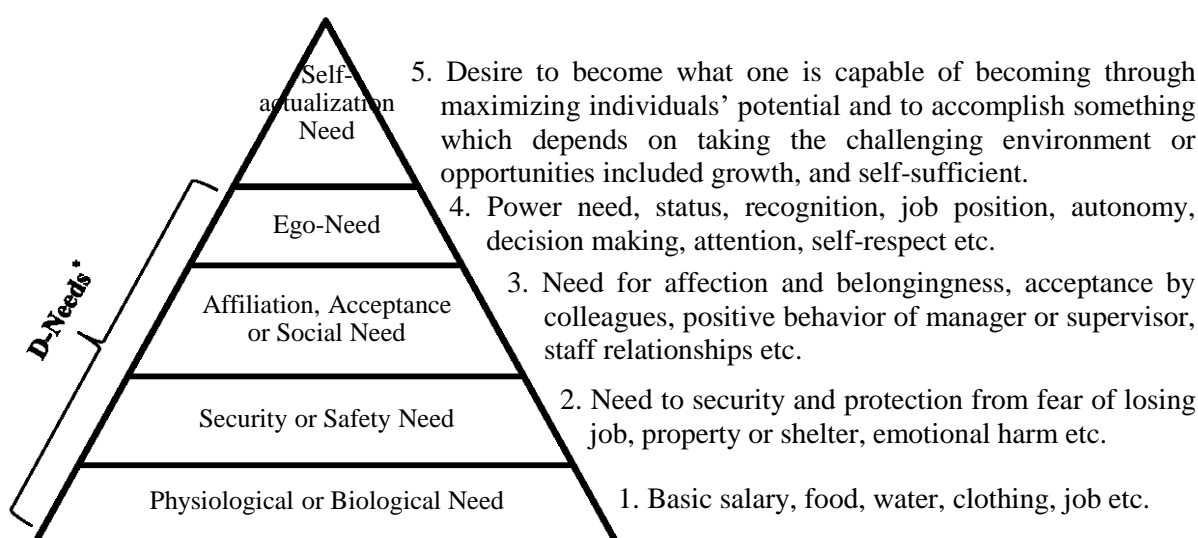 Self-
actualization
Need
5. Desire to become what one is capable of becoming through
maximizing individuals’ potential and to accomplish something
which depends on taking the challenging environment or
opportunities included growth, and self-sufficient.
Ego-Need
4. Power need, status, recognition, job position, autonomy,
decision making, attention, self-respect etc.
D-Needs*
Affiliation, Acceptance
or Social Need
3. Need for affection and belongingness, acceptance by
colleagues, positive behavior of manager or supervisor,
staff relationships etc.
Security or Safety Need
2. Need to security and protection from fear of losing
job, property or shelter, emotional harm etc.
Physiological or Biological Need
1. Basic salary, food, water, clothing, job etc.